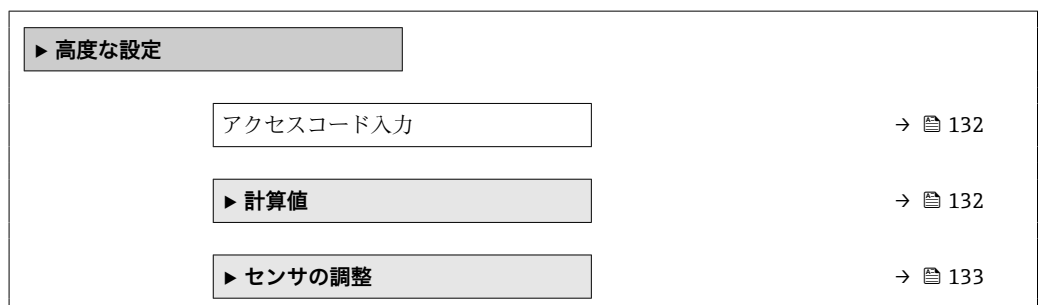 ▶ 高度な設定
アクセスコード入力 → 132
▶ 計算値 → 132
▶ センサの調整 → 133